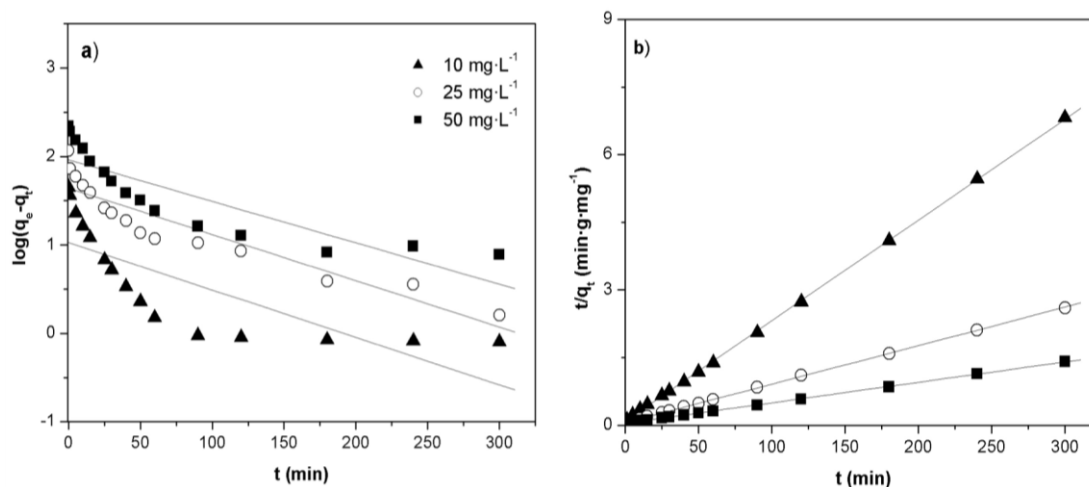 a)
10 mg·L⁻¹
25 mg·L⁻¹
50 mg·L⁻¹
3
2
1
0
-1
log(qₑ-qₜ)
0 50 100 150 200 250 300
t (min)
b)
9
6
3
0
t/qₜ (min·g·mg⁻¹)
0 50 100 150 200 250 300
t (min)